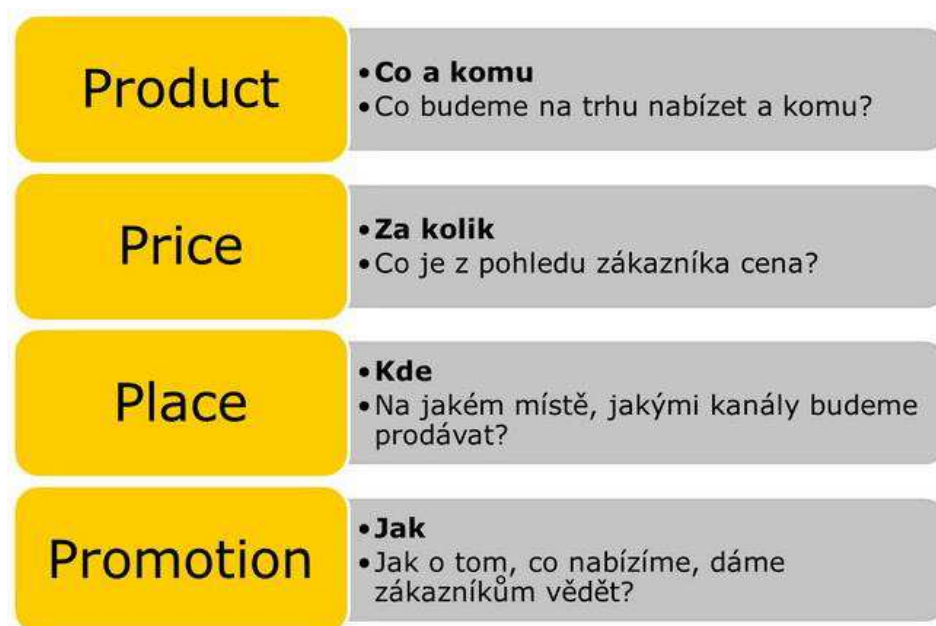 Product
•Co a komu
•Co budeme na trhu nabízet a komu?
Price
•Za kolik
•Co je z pohledu zákazníka cena?
Place
•Kde
•Na jakém místě, jakými kanály budeme
prodávat?
Promotion
•Jak
•Jak o tom, co nabízíme, dáme
zákazníkům vědět?